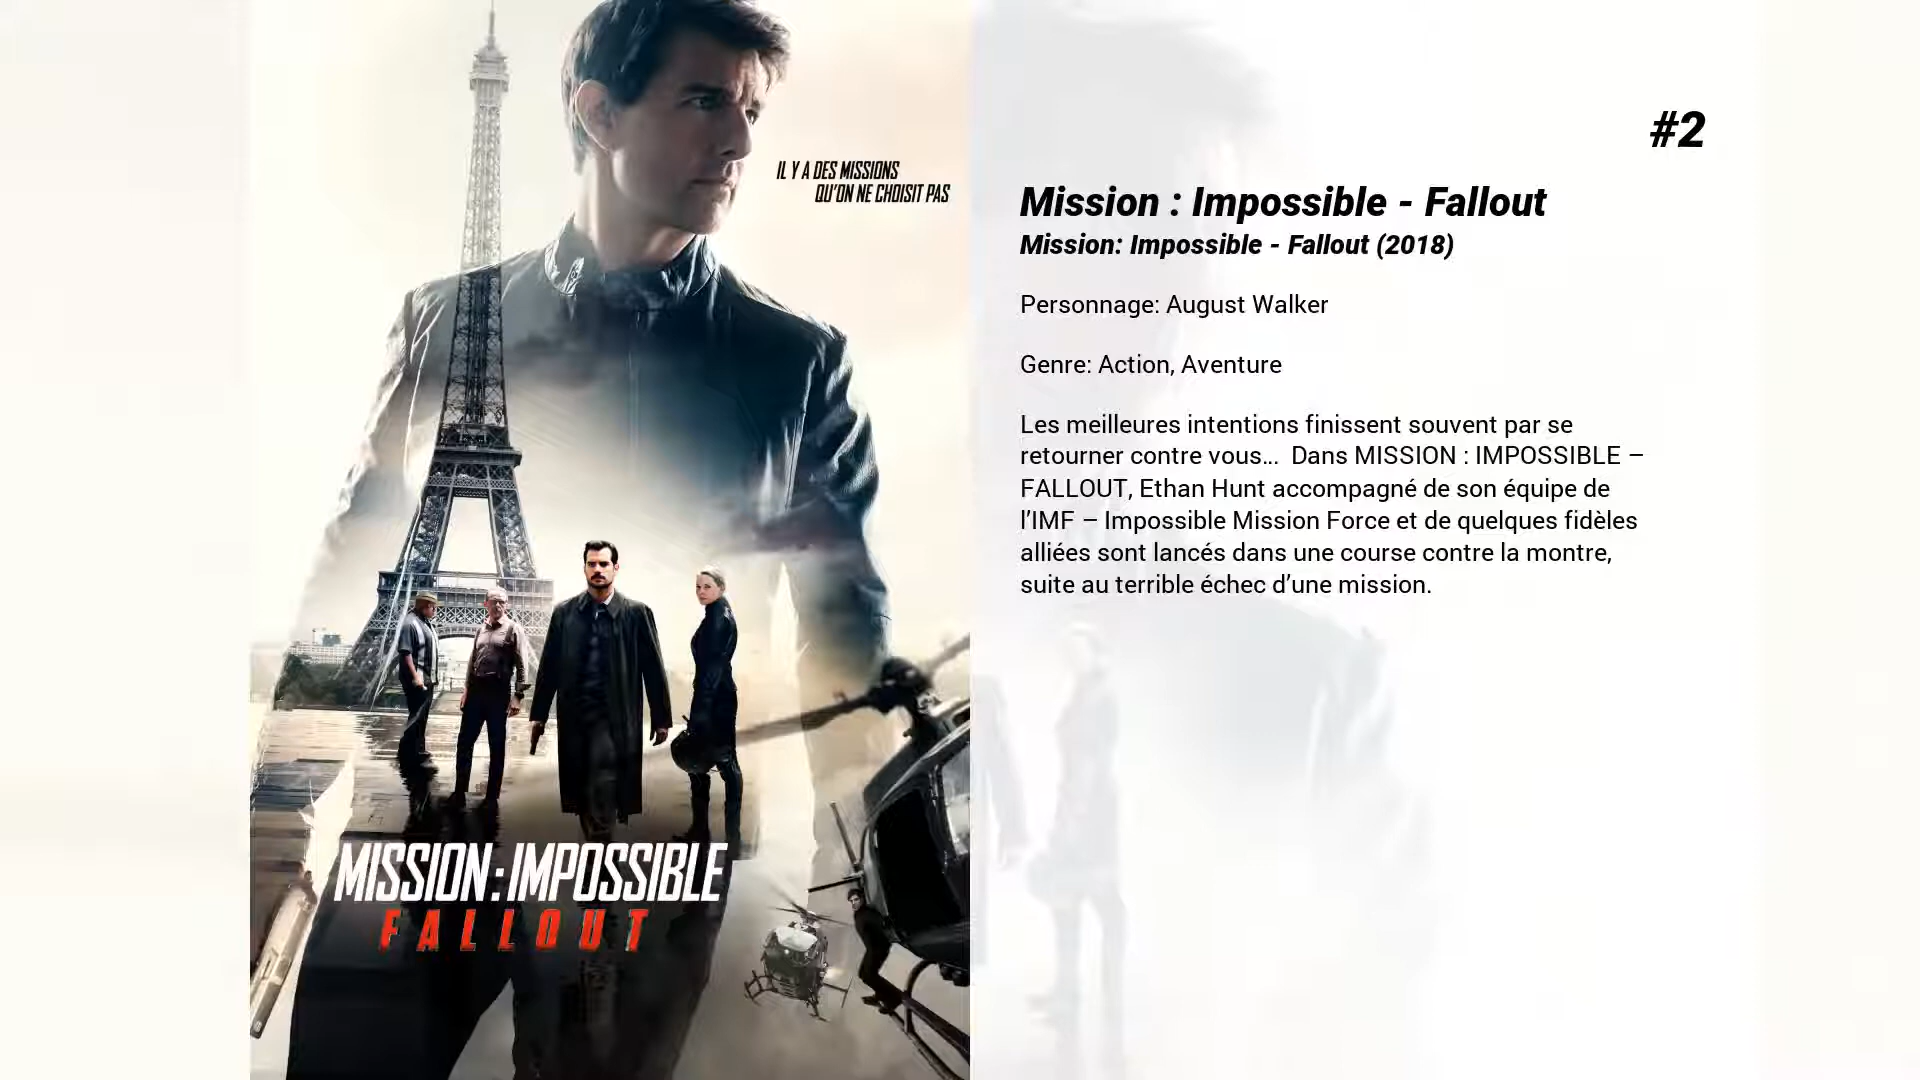 IL Y A DES MISSIONS
QU'ON NE CHOISIT PAS
MISSION: IMPOSSIBLE
FALLOUT
#2
Mission : Impossible - Fallout
Mission: Impossible - Fallout (2018)
Personnage: August Walker
Genre: Action, Aventure
Les meilleures intentions finissent souvent par se
retourner contre vous...  Dans MISSION : IMPOSSIBLE –
FALLOUT, Ethan Hunt accompagné de son équipe de
l’IMF – Impossible Mission Force et de quelques fidèles
alliées sont lancés dans une course contre la montre,
suite au terrible échec d’une mission.